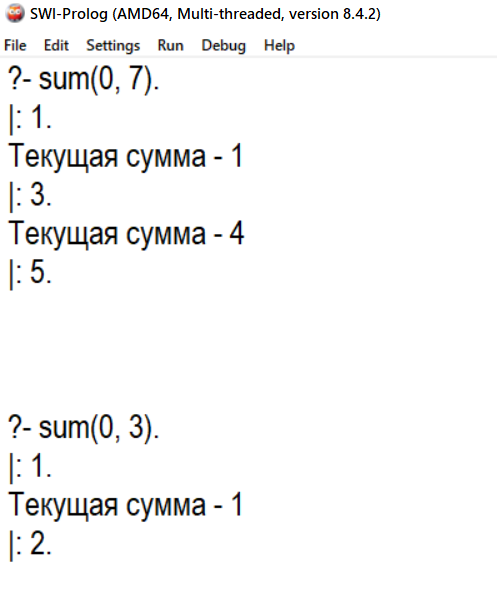 SWI-Prolog (AMD64, Multi-threaded, version 8.4.2)
File Edit Settings Run Debug Help
?- sum(0, 7).
|: 1.
Текущая сумма - 1
|: 3.
Текущая сумма - 4
|: 5.
?- sum(0, 3).
|: 1.
Текущая сумма - 1
|: 2.